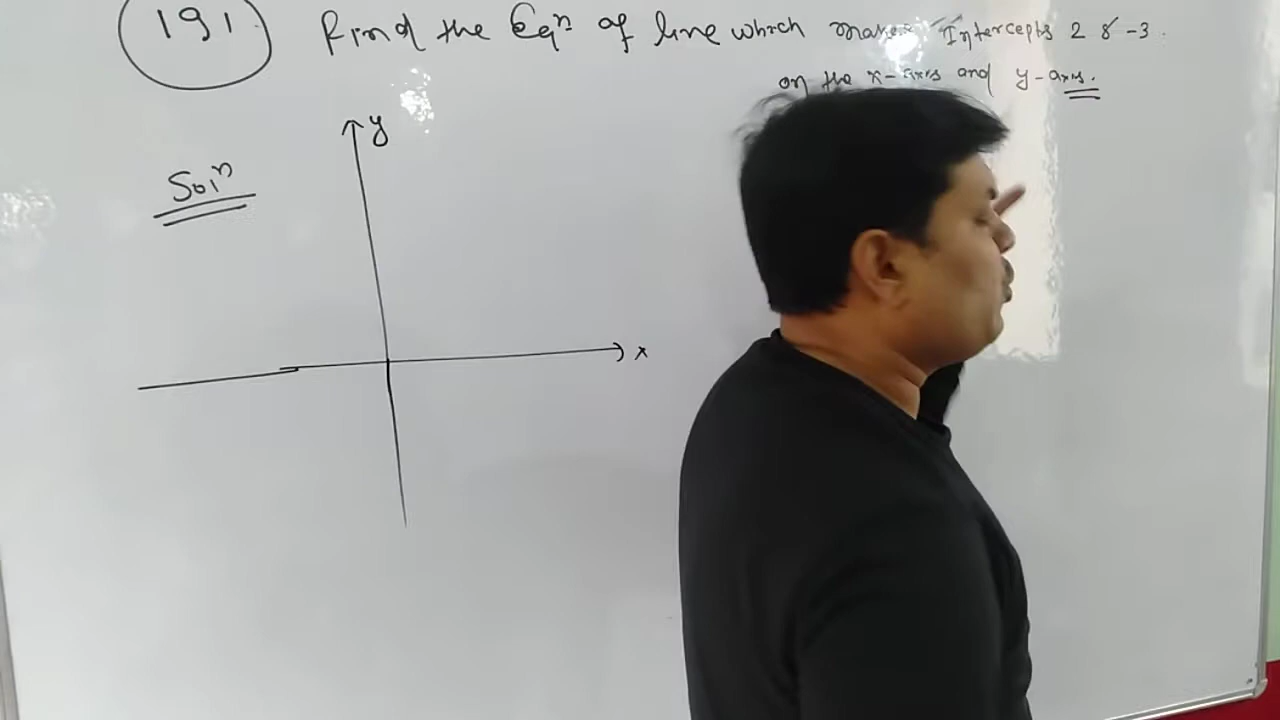 191 Find the Eqn of line which makes Intercepts 2 & -3.
on the x-axis and y-axis.
y
Soln
x